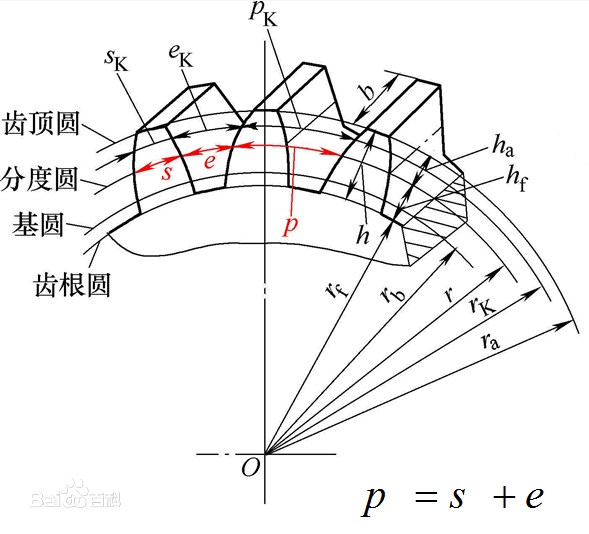 p_K
s_K
e_K
b
齿顶圆
h_a
分度圆
s
e
h_f
基圆
p
h
齿根圆
r_f
r_b
r
r_K
r_a
O
Bai百科
p = s + e